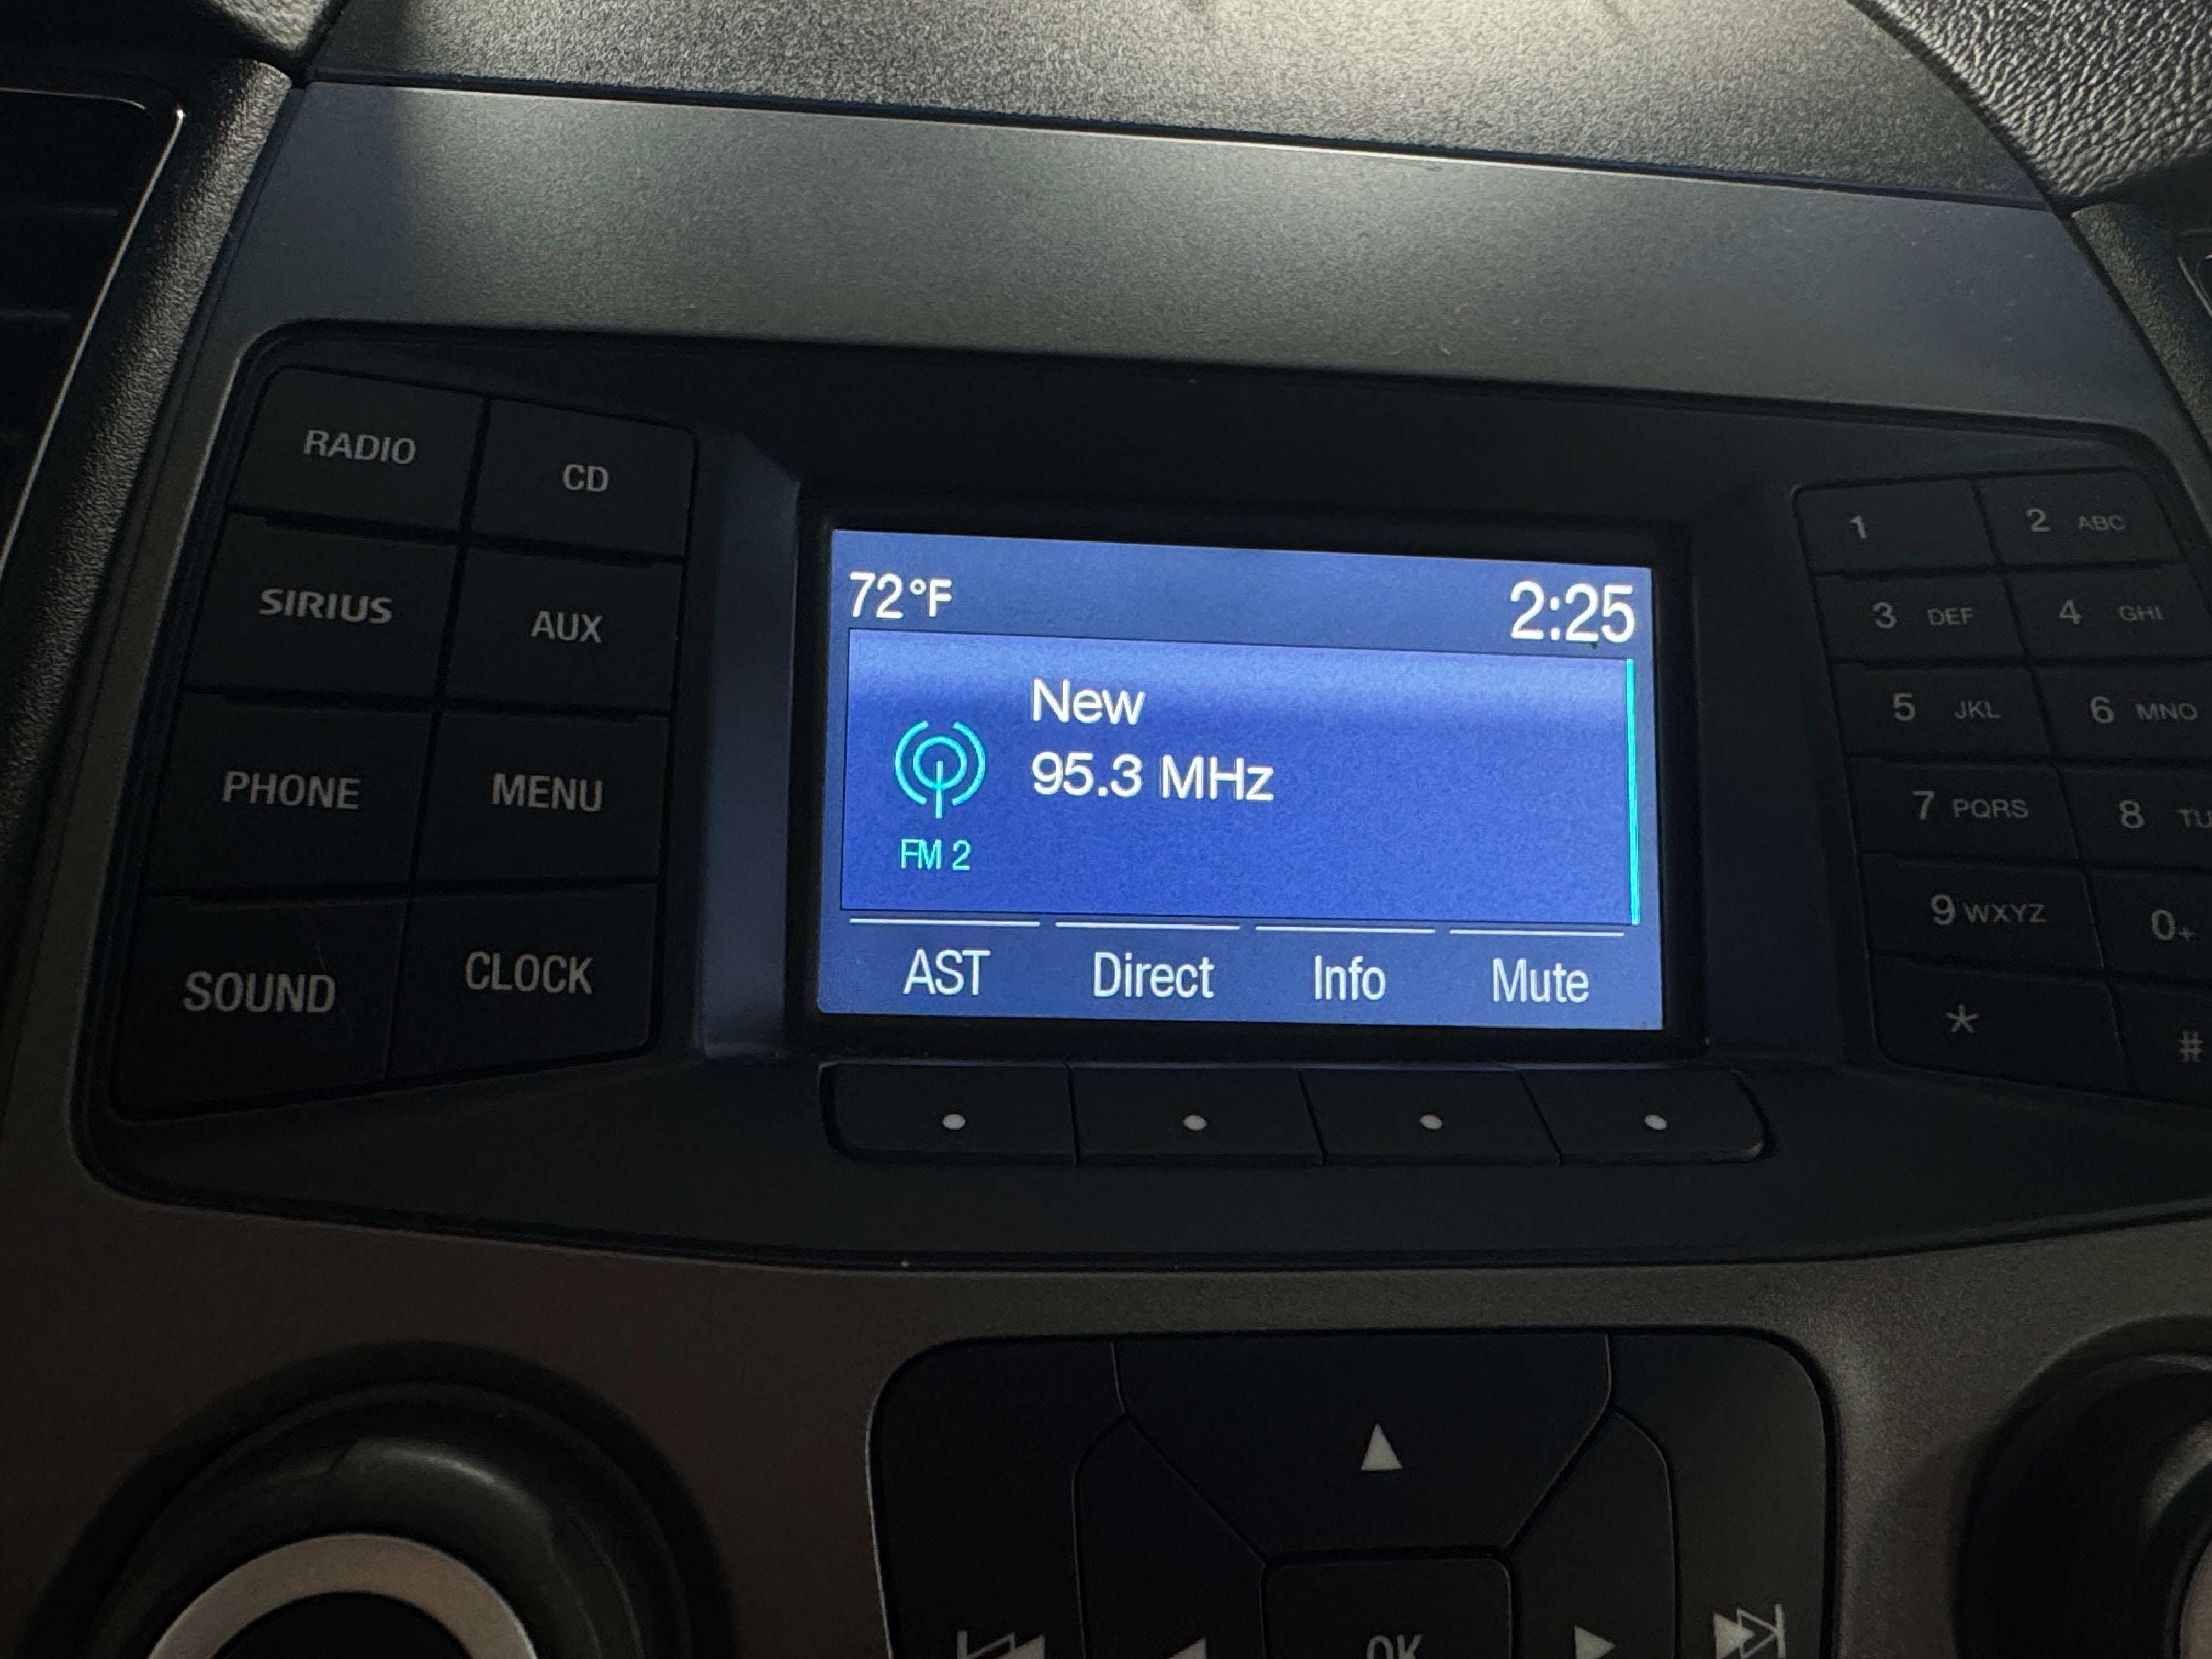 RADIO
CD
SIRIUS
AUX
PHONE
MENU
SOUND
CLOCK
72°F
2:25
New
95.3 MHz
FM 2
AST
Direct
Info
Mute
1
2 ABC
3 DEF
4 GHI
5 JKL
6 MNO
7 PQRS
8 TU
9 WXYZ
0+
*
#
OK